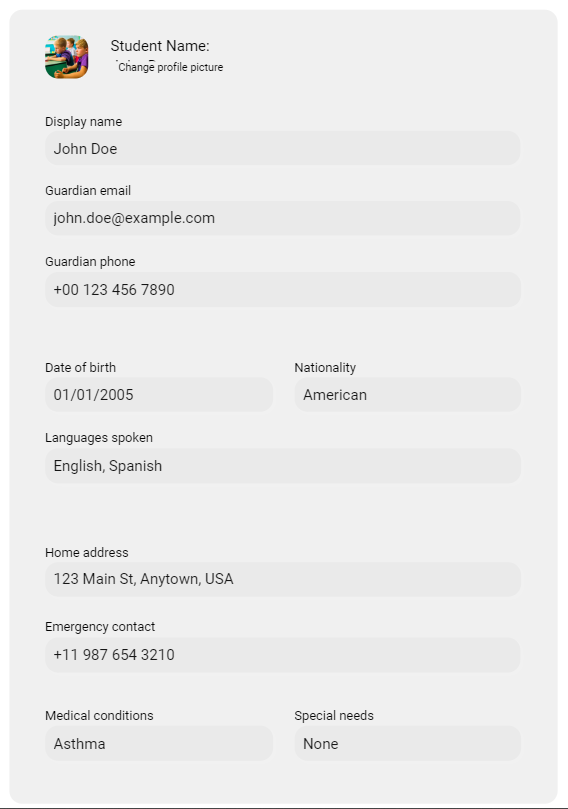 Student Name:
Change profile picture
Display name
John Doe
Guardian email
john.doe@example.com
Guardian phone
+00 123 456 7890
Date of birth
Nationality
01/01/2005
American
Languages spoken
English, Spanish
Home address
123 Main St, Anytown, USA
Emergency contact
+11 987 654 3210
Medical conditions
Special needs
Asthma
None